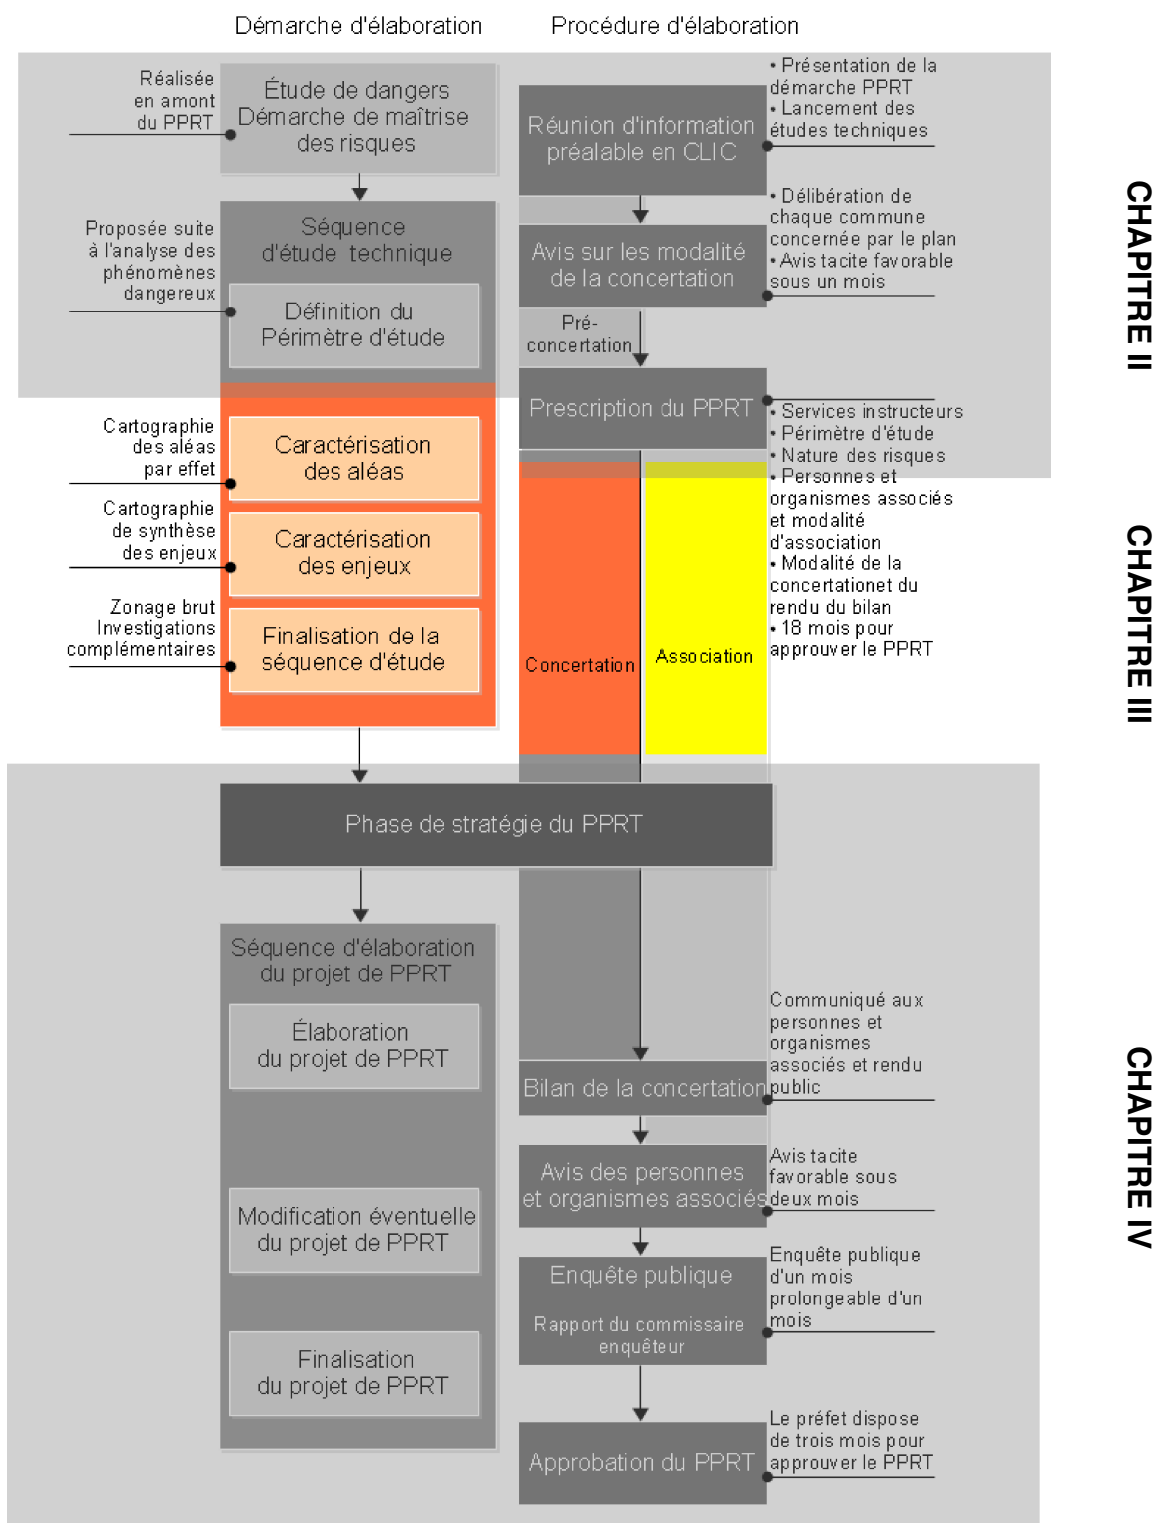 Démarche d'élaboration
Procédure d'élaboration
Réalisée
en amont
du PPRT
Étude de dangers
Démarche de maîtrise
des risques
Réunion d'information
préalable en CLIC
• Présentation de la
démarche PPRT
• Lancement des
études techniques
Proposée suite
à l'analyse des
phénomènes
dangereux
Séquence
d'étude technique
Définition du
Périmètre d'étude
Avis sur les modalité
de la concertation
• Délibération de
chaque commune
concernée par le plan
• Avis tacite favorable
sous un mois
Pré-
concertation
Prescription du PPRT
• Services instructeurs
• Périmètre d'étude
• Nature des risques
• Personnes et
organismes associés
et modalité
d'association
• Modalité de la
concertationet du
rendu du bilan
• 18 mois pour
approuver le PPRT
CHAPITRE II
Cartographie
des aléas
par effet
Caractérisation
des aléas
Cartographie
de synthèse
des enjeux
Caractérisation
des enjeux
Zonage brut
Investigations
complémentaires
Finalisation de la
séquence d'étude
Concertation
Association
CHAPITRE III
Phase de stratégie du PPRT
Séquence d'élaboration
du projet de PPRT
Élaboration
du projet de PPRT
Modification éventuelle
du projet de PPRT
Finalisation
du projet de PPRT
Bilan de la concertation
Communiqué aux
personnes et
organismes
associés et rendu
public
Avis des personnes
et organismes associés
Avis tacite
favorable sous
deux mois
Enquête publique
Rapport du commissaire
enquêteur
Enquête publique
d'un mois
prolongeable d'un
mois
Approbation du PPRT
Le préfet dispose
de trois mois pour
approuver le PPRT
CHAPITRE IV